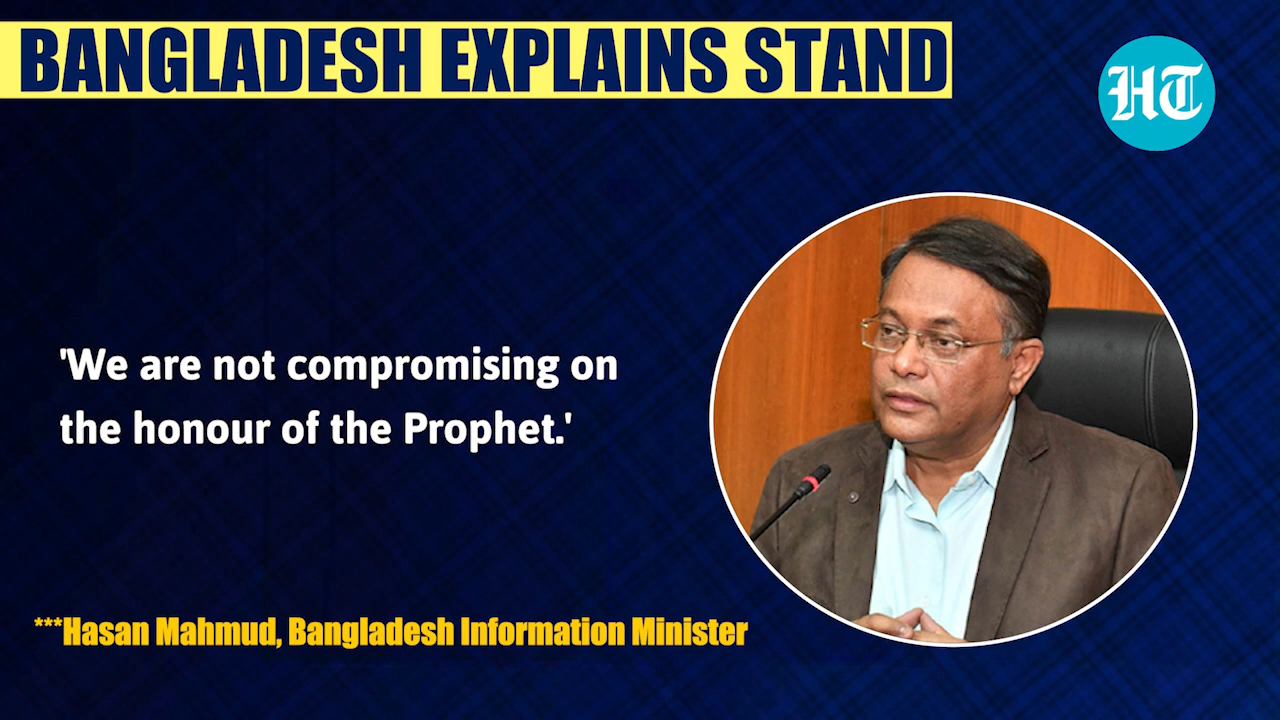 BANGLADESH EXPLAINS STAND
HT
'We are not compromising on
the honour of the Prophet.'
***Hasan Mahmud, Bangladesh Information Minister